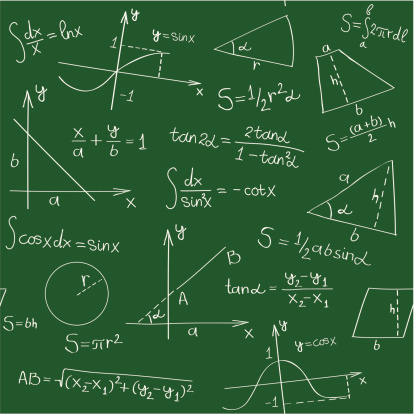 ∫ dx/x = lnx
y
1
y = sinx
-1
x
α
r
S = ∫ₐᵇ 2πrdl
a
h
b
S = 1/2 r²α
S = (a+b)/2 h
y
b
a
x
x/a + y/b = 1
tan2α = 2tanα / 1 - tan²α
∫ dx/sin²x = -cotx
a
h
α
b
∫ cosxdx = sinx
S = 1/2 absinα
y
B
A
α
a
x
r
S = bh
S = πr²
tanα = y₂-y₁ / x₂-x₁
h
b
y
1
y = cosx
x
-1
AB = √(x₂-x₁)²+(y₂-y₁)²